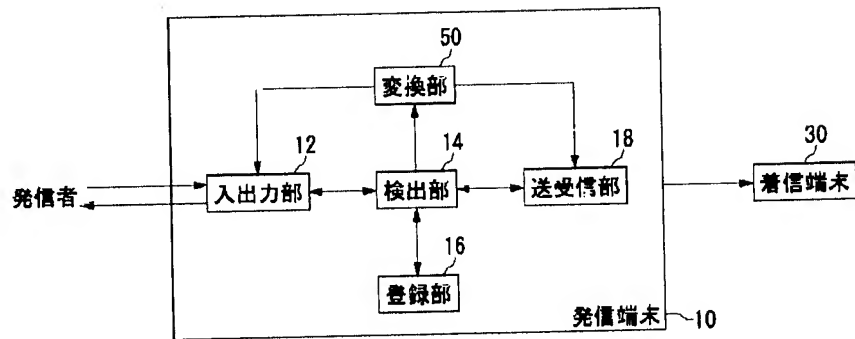 50
変換部
12
14
18
30
発信者
入出力部
検出部
送受信部
着信端末
16
登録部
発信端末
10